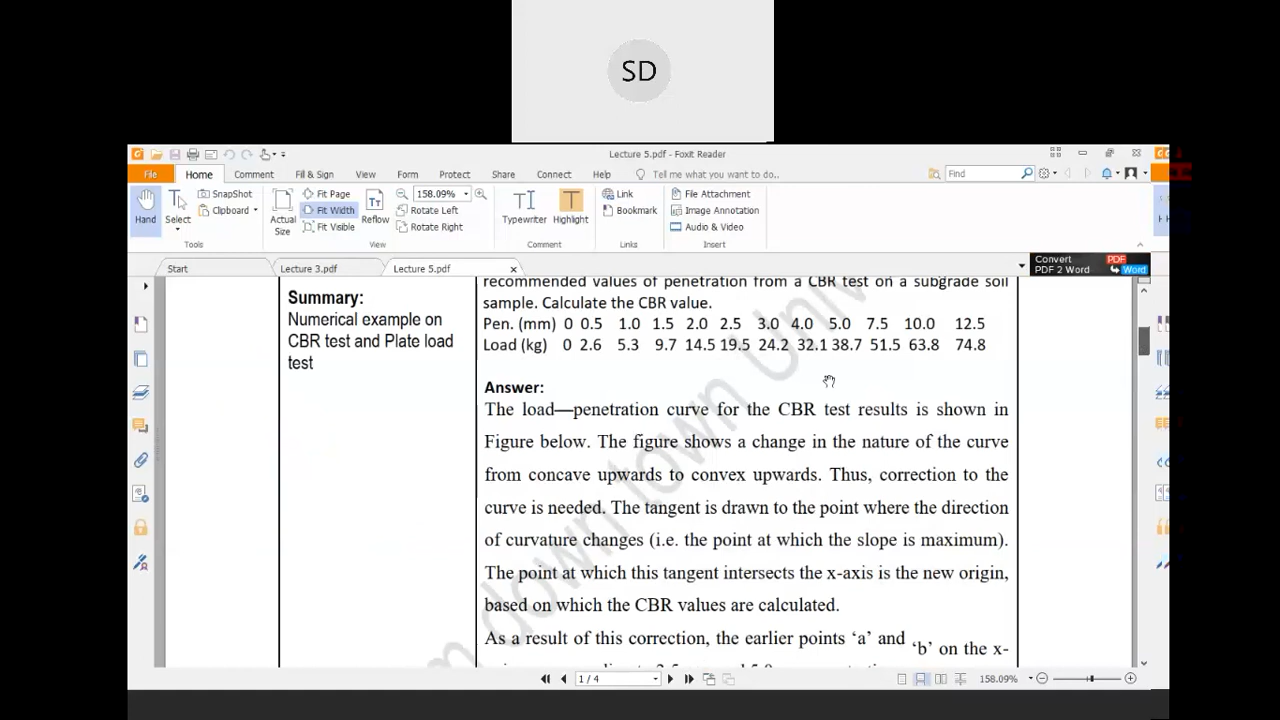 SD
Lecture 5.pdf - Foxit Reader
File Home Comment Fill & Sign View Form Protect Share Connect Help Tell me what you want to do.. Find
Hand
Select
SnapShot
Clipboard
Actual Size
Fit Page
Fit Width
Fit Visible
Reflow
158.09%
Rotate Left
Rotate Right
Typewriter
Highlight
Link
Bookmark
File Attachment
Image Annotation
Audio & Video
Tools View Comment Links Insert
Start Lecture 3.pdf Lecture 5.pdf
Convert PDF
PDF 2 Word Word
Summary:
Numerical example on
CBR test and Plate load
test
recommended values of penetration from a CBR test on a subgrade soil
sample. Calculate the CBR value.
Pen. (mm) 0 0.5 1.0 1.5 2.0 2.5 3.0 4.0 5.0 7.5 10.0 12.5
Load (kg) 0 2.6 5.3 9.7 14.5 19.5 24.2 32.1 38.7 51.5 63.8 74.8
Answer:
The load—penetration curve for the CBR test results is shown in
Figure below. The figure shows a change in the nature of the curve
from concave upwards to convex upwards. Thus, correction to the
curve is needed. The tangent is drawn to the point where the direction
of curvature changes (i.e. the point at which the slope is maximum).
The point at which this tangent intersects the x-axis is the new origin,
based on which the CBR values are calculated.
As a result of this correction, the earlier points ‘a’ and ‘b’ on the x-
down town Univ
1 / 4
158.09%